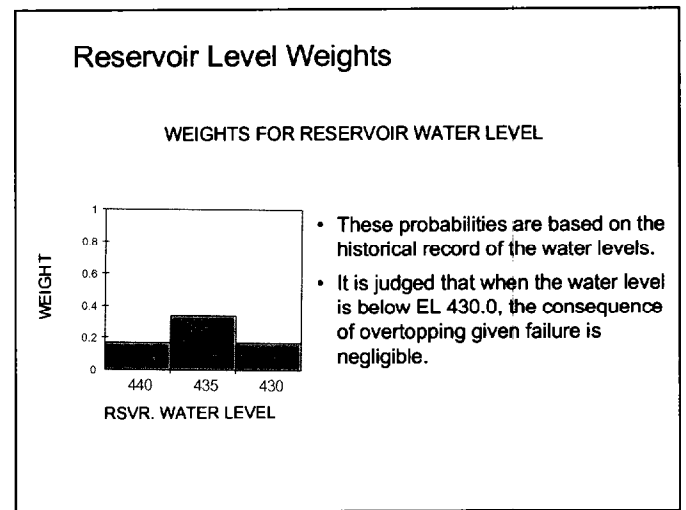 Reservoir Level Weights
WEIGHTS FOR RESERVOIR WATER LEVEL
1
0.8
0.6
0.4
0.2
0
WEIGHT
440 435 430
RSVR. WATER LEVEL
• These probabilities are based on the
historical record of the water levels.
• It is judged that when the water level
is below EL 430.0, the consequence
of overtopping given failure is
negligible.